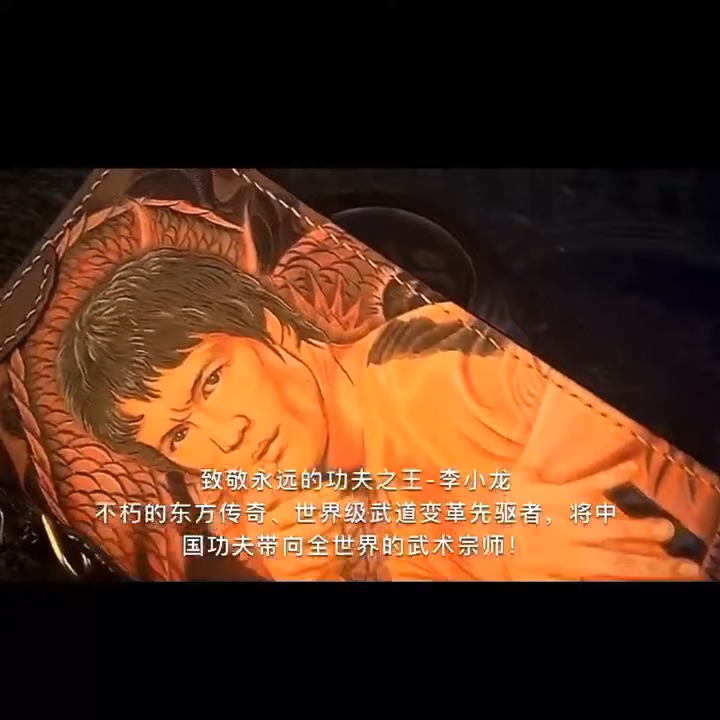 致敬永远的功夫之王-李小龙
不朽的东方传奇、世界级武道变革先驱者，将中
国功夫带向全世界的武术宗师！